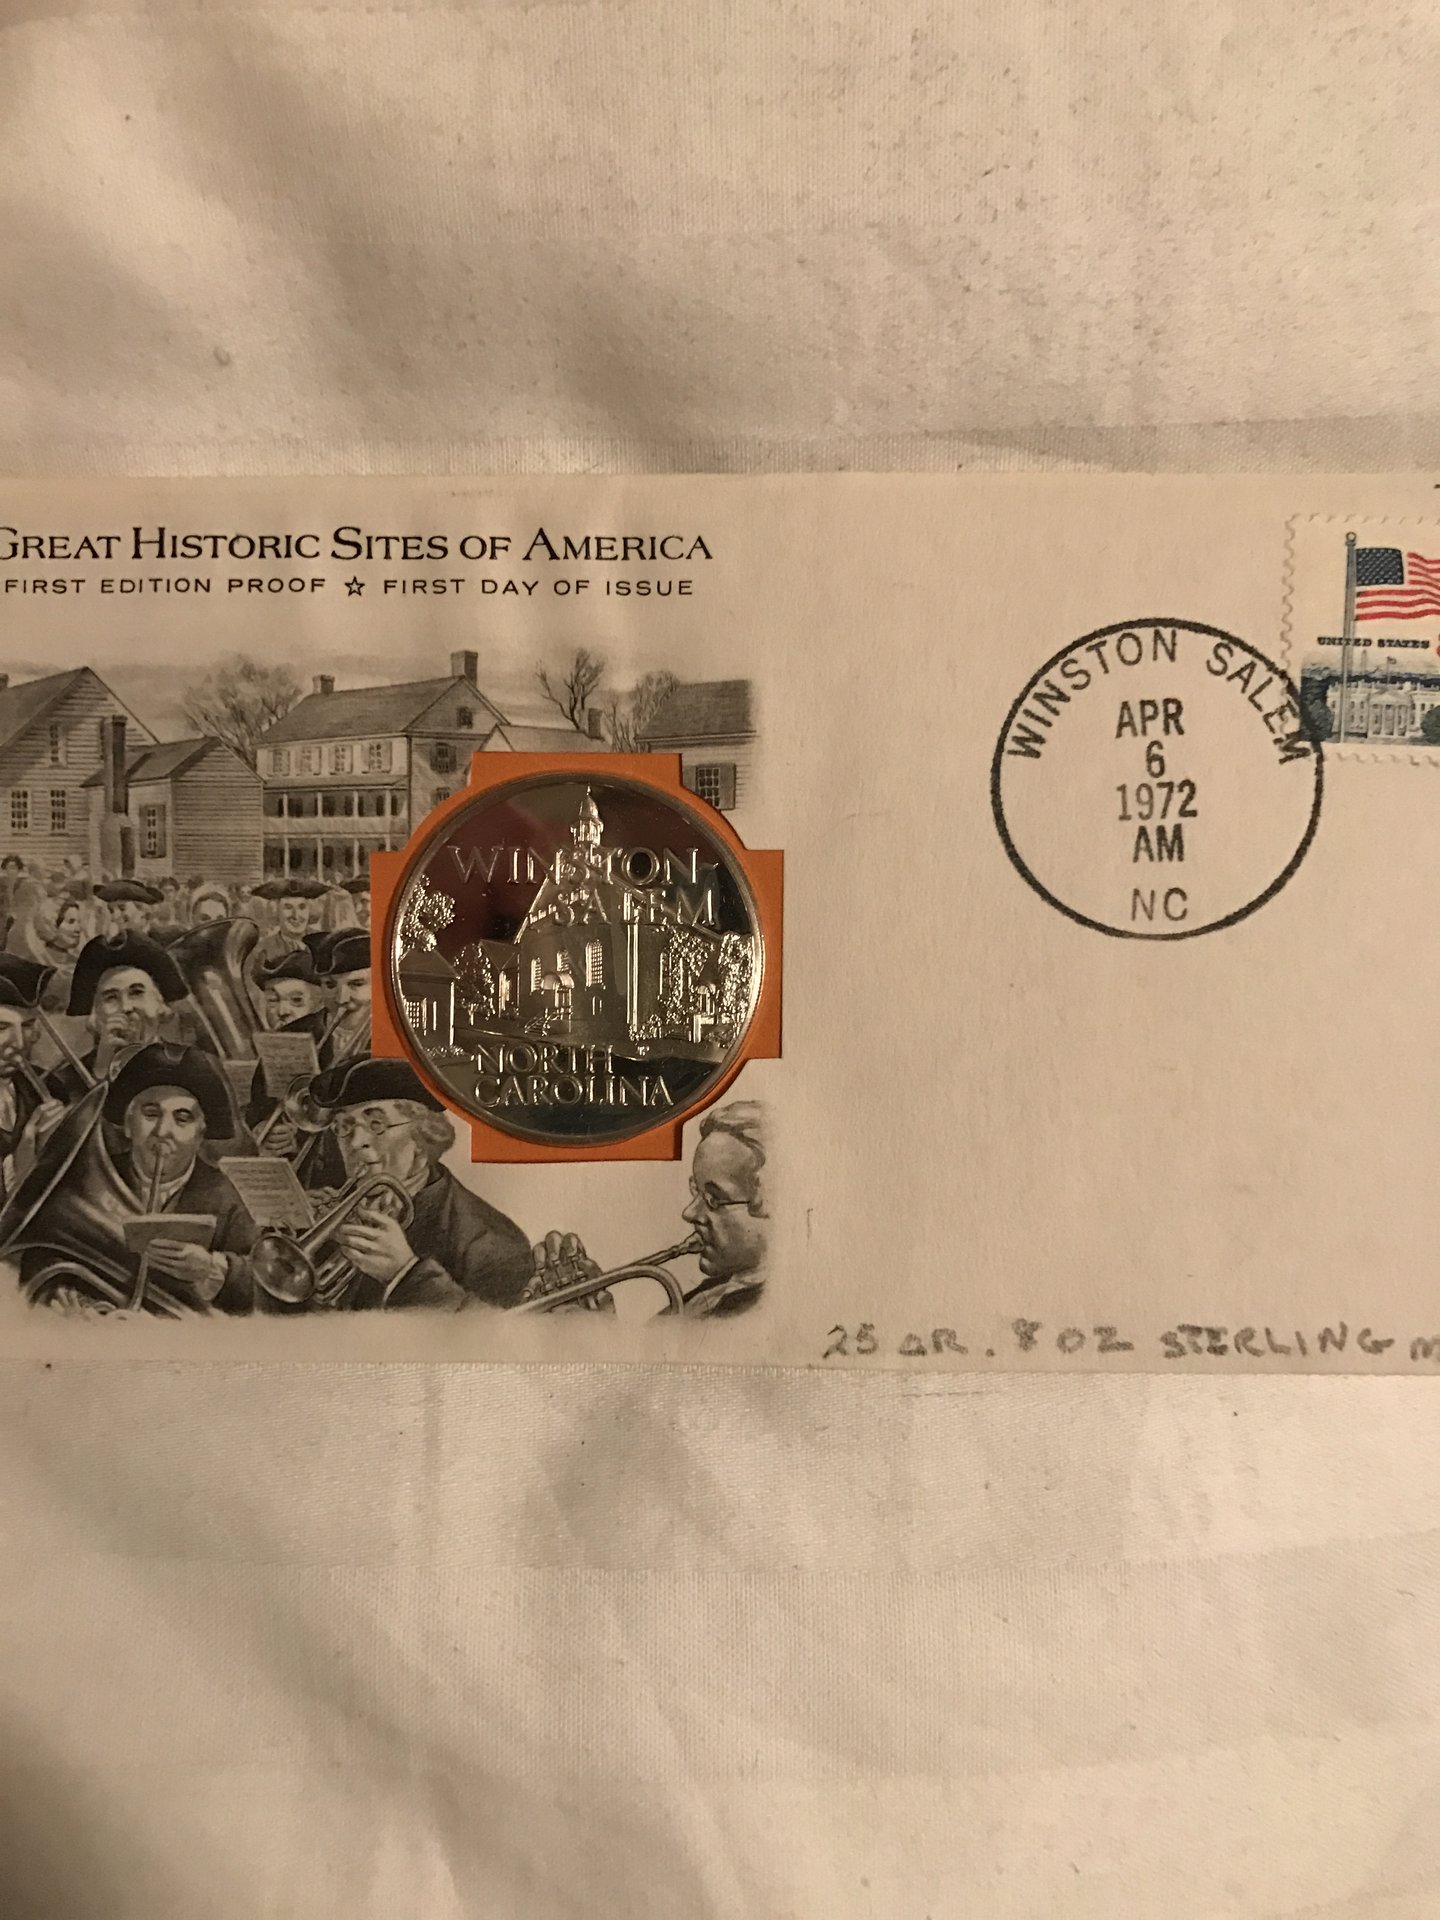 GREAT HISTORIC SITES OF AMERICA
FIRST EDITION PROOF ☆ FIRST DAY OF ISSUE
UNITED STATES
WINSTON SALEM
APR
6
1972
AM
NC
WINSTON-
SALEM
NORTH
CAROLINA
25 GR. 8 OZ STERLING